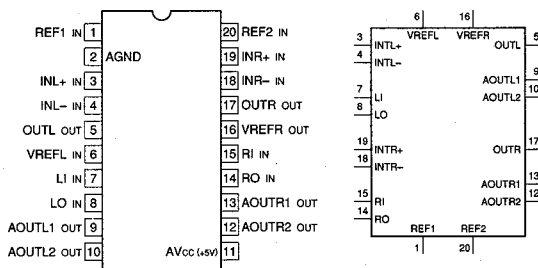 REF1 IN 1 20 REF2 IN
2 AGND 19 INR+ IN
INL+ IN 3 18 INR- IN
INL- IN 4 17 OUTR OUT
OUTL OUT 5 16 VREFR OUT
VREFL IN 6 15 RI IN
LI IN 7 14 RO IN
LO IN 8 13 AOUTR1 OUT
AOUTL1 OUT 9 12 AOUTR2 OUT
AOUTL2 OUT 10 AVCC (+5V) 11
6 16
VREFL VREFR
3 INTL+ OUTL 5
4 INTL-
AOUTL1 9
7 LI AOUTL2 10
8 LO
19 INTR+ OUTR 17
18 INTR-
AOUTR1 13
15 RI AOUTR2 12
14 RO
REF1 REF2
1 20